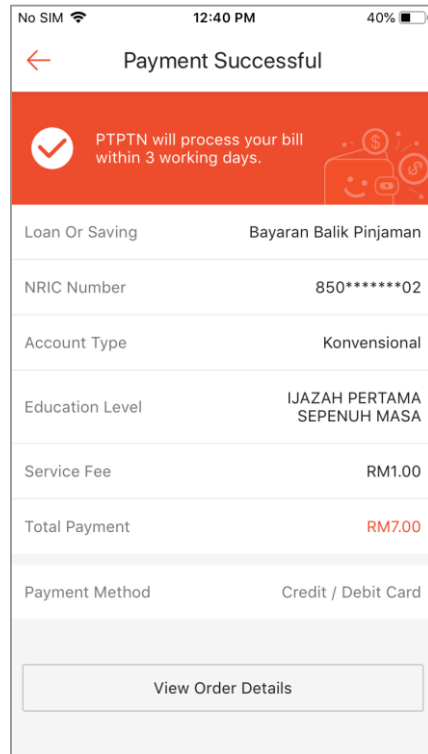 No SIM 12:40 PM 40%
Payment Successful
PTPTN will process your bill
within 3 working days.
Loan Or Saving Bayaran Balik Pinjaman
NRIC Number 850*******02
Account Type Konvensional
Education Level IJAZAH PERTAMA
SEPENUH MASA
Service Fee RM1.00
Total Payment RM7.00
Payment Method Credit / Debit Card
View Order Details